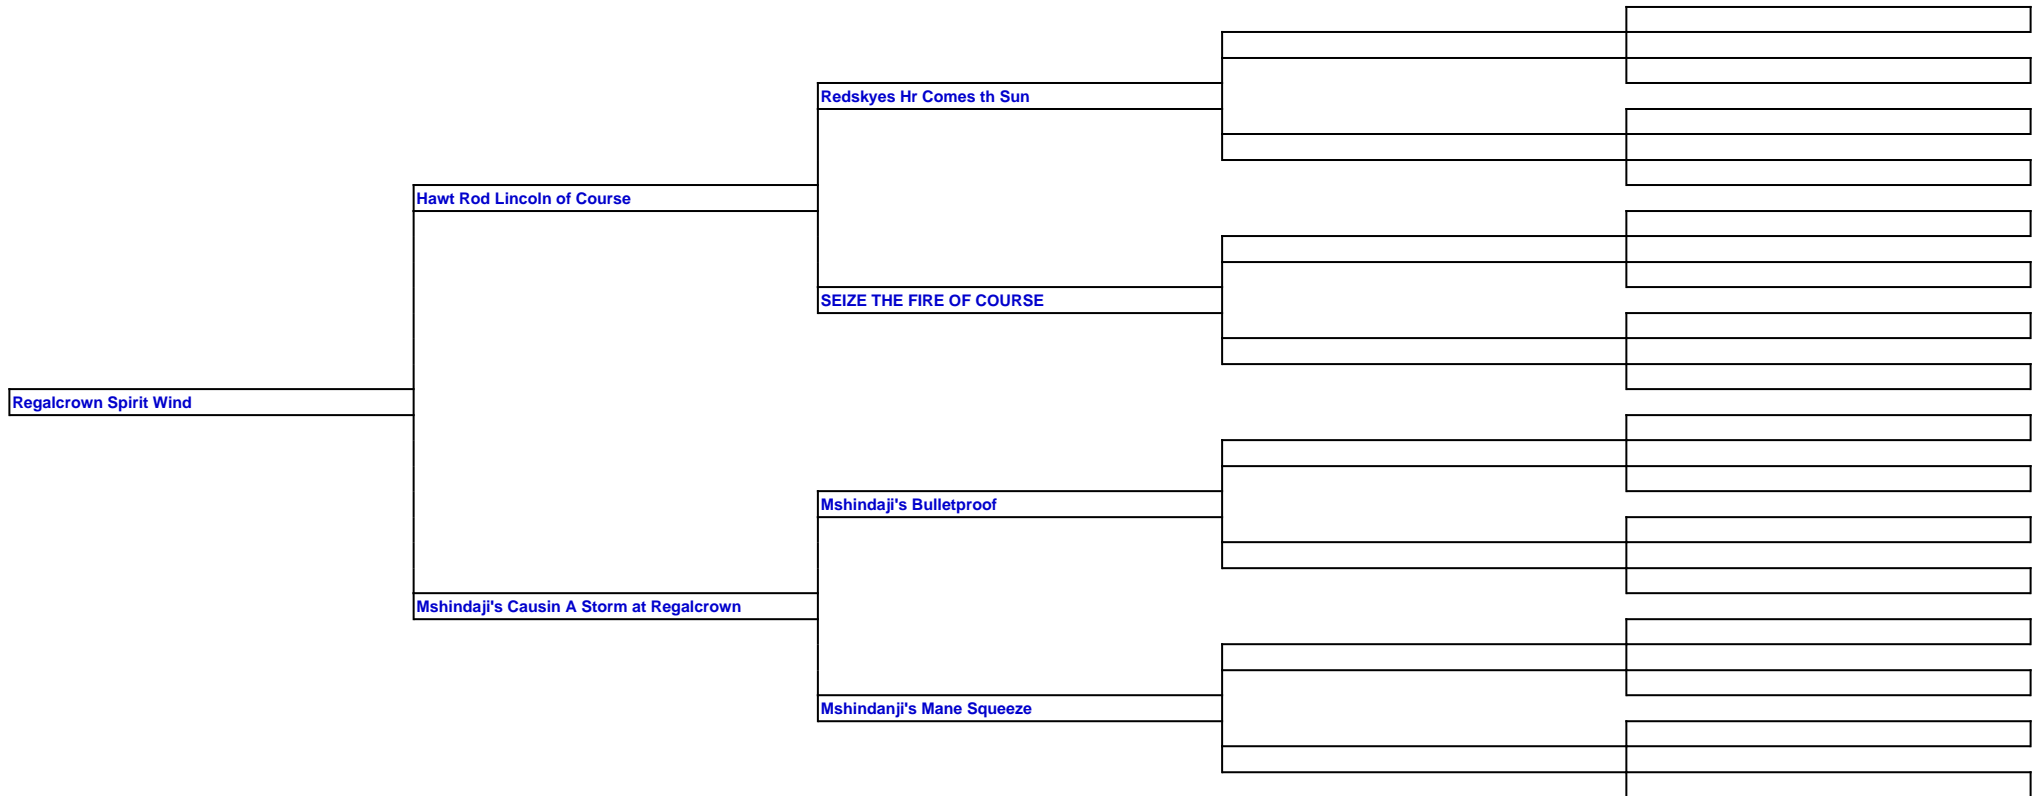 Redskyes Hr Comes th Sun
Hawt Rod Lincoln of Course
SEIZE THE FIRE OF COURSE
Regalcrown Spirit Wind
Mshindaji's Bulletproof
Mshindaji's Causin A Storm at Regalcrown
Mshindanji's Mane Squeeze